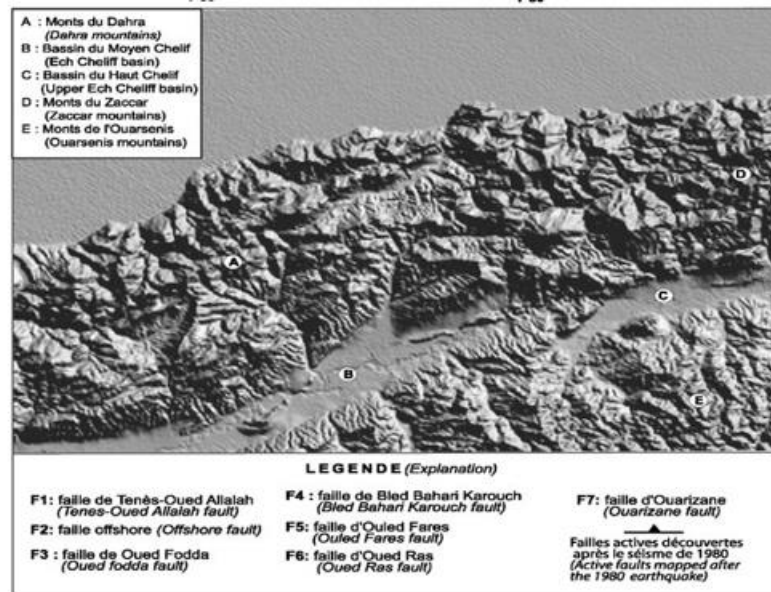 A : Monts du Dahra
(Dahra mountains)
B : Bassin du Moyen Chelif
(Ech Cheliff basin)
C : Bassin du Haut Chelif
(Upper Ech Cheliff basin)
D : Monts du Zaccar
(Zaccar mountains)
E : Monts de l'Ouarsenis
(Ouarsenis mountains)
D
A
C
B
E
LEGENDE (Explanation)
F1: faille de Tenès-Oued Allalah
(Tenes-Oued Allalah fault)
F2: faille offshore (Offshore fault)
F3 : faille de Oued Fodda
(Oued fodda fault)
F4 : faille de Bled Bahari Karouch
(Bled Bahari Karouch fault)
F5: faille d'Ouled Fares
(Ouled Fares fault)
F6: faille d'Oued Ras
(Oued Ras fault)
F7: faille d'Ouarizane
(Ouarizane fault)
Failles actives découvertes
après le séisme de 1980
(Active faults mapped after
the 1980 earthquake)